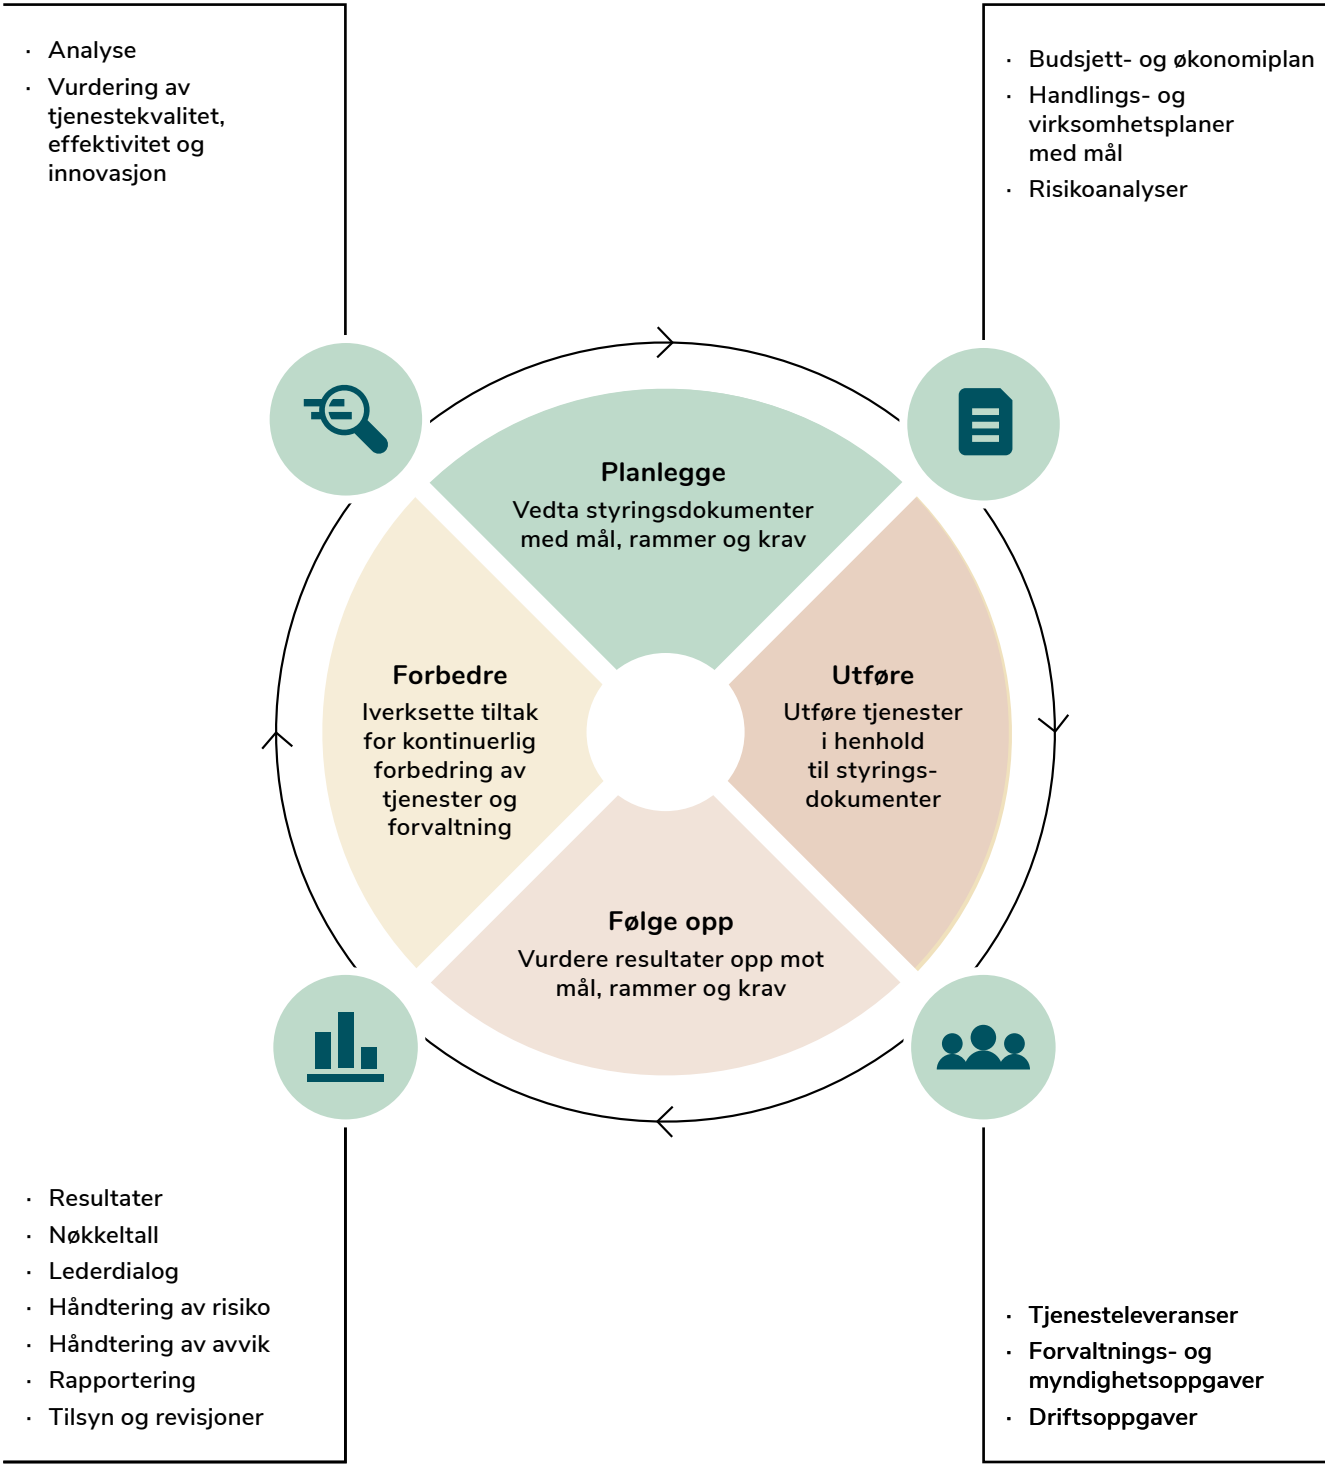 · Analyse
· Vurdering av
tjenestekvalitet,
effektivitet og
innovasjon
· Budsjett- og økonomiplan
· Handlings- og
virksomhetsplaner
med mål
· Risikoanalyser
Planlegge
Vedta styringsdokumenter
med mål, rammer og krav
Forbedre
Iverksette tiltak
for kontinuerlig
forbedring av
tjenester og
forvaltning
Utføre
Utføre tjenester
i henhold
til styrings-
dokumenter
Følge opp
Vurdere resultater opp mot
mål, rammer og krav
· Resultater
· Nøkkeltall
· Lederdialog
· Håndtering av risiko
· Håndtering av avvik
· Rapportering
· Tilsyn og revisjoner
· Tjenesteleveranser
· Forvaltnings- og
myndighetsoppgaver
· Driftsoppgaver